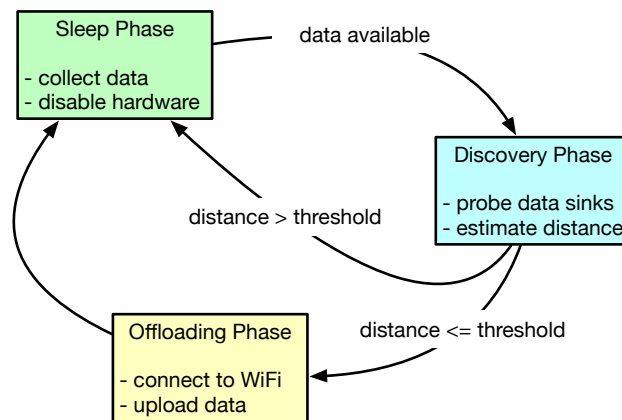 Sleep Phase
- collect data
- disable hardware
data available
Discovery Phase
- probe data sinks
- estimate distance
distance > threshold
distance <= threshold
Offloading Phase
- connect to WiFi
- upload data